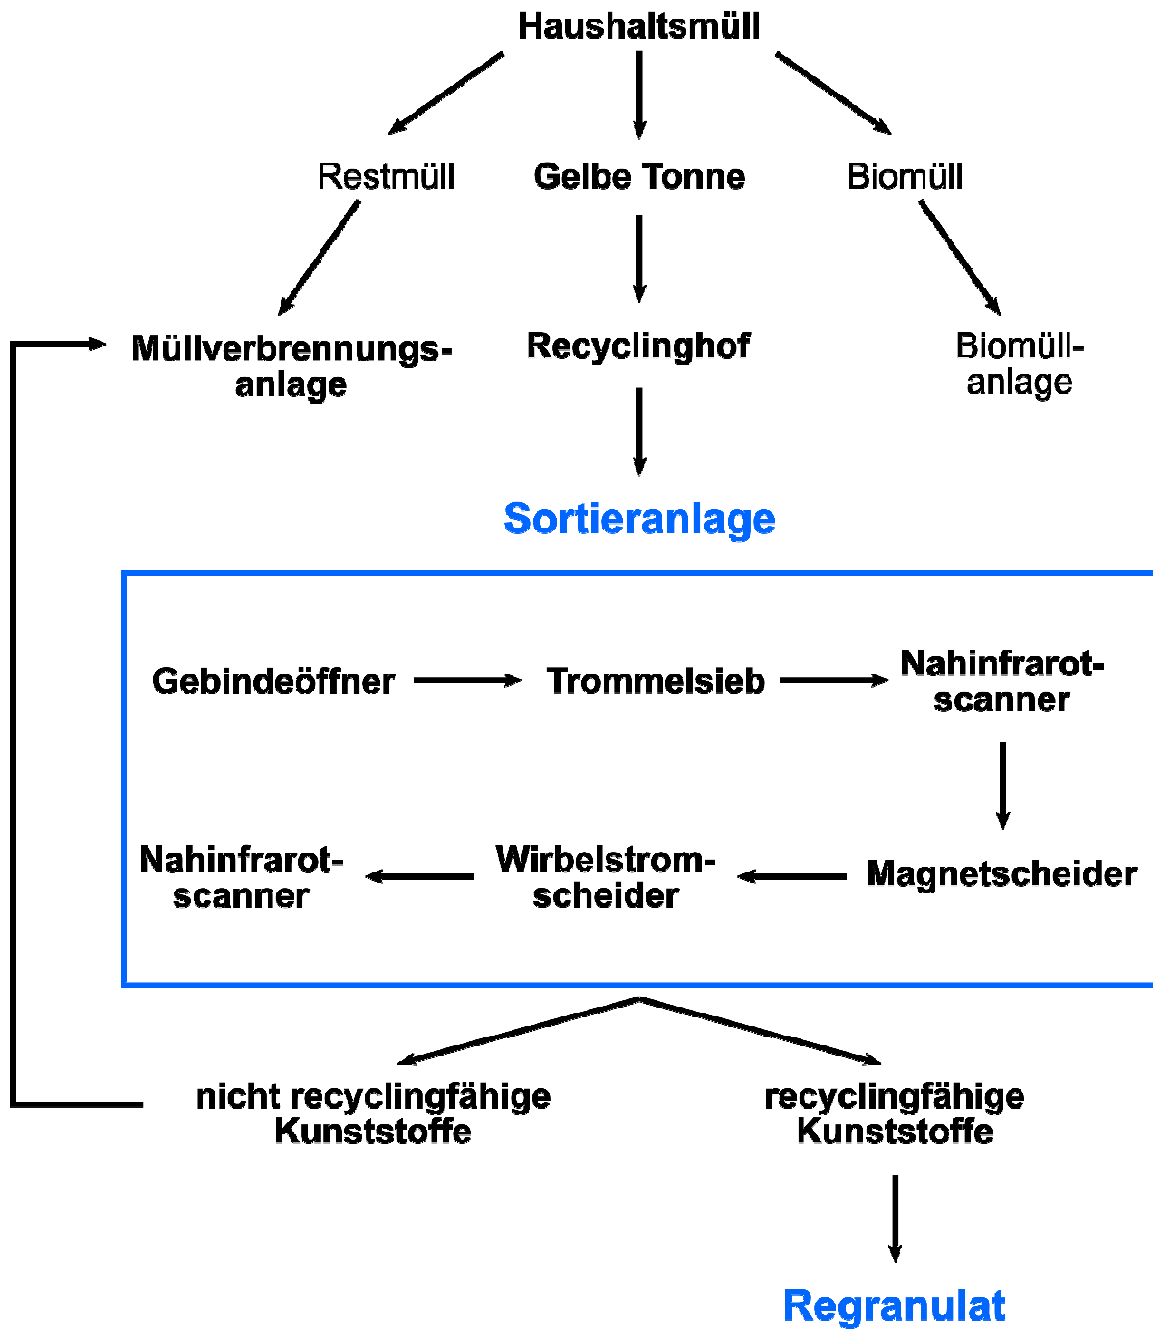 Haushaltsmüll
Restmüll
Gelbe Tonne
Biomüll
Müllverbrennungs-
anlage
Recyclinghof
Biomüll-
anlage
Sortieranlage
Gebindeöffner
Trommelsieb
Nahinfrarot-
scanner
Nahinfrarot-
scanner
Wirbelstrom-
scheider
Magnetscheider
nicht recyclingfähige
Kunststoffe
recyclingfähige
Kunststoffe
Regranulat